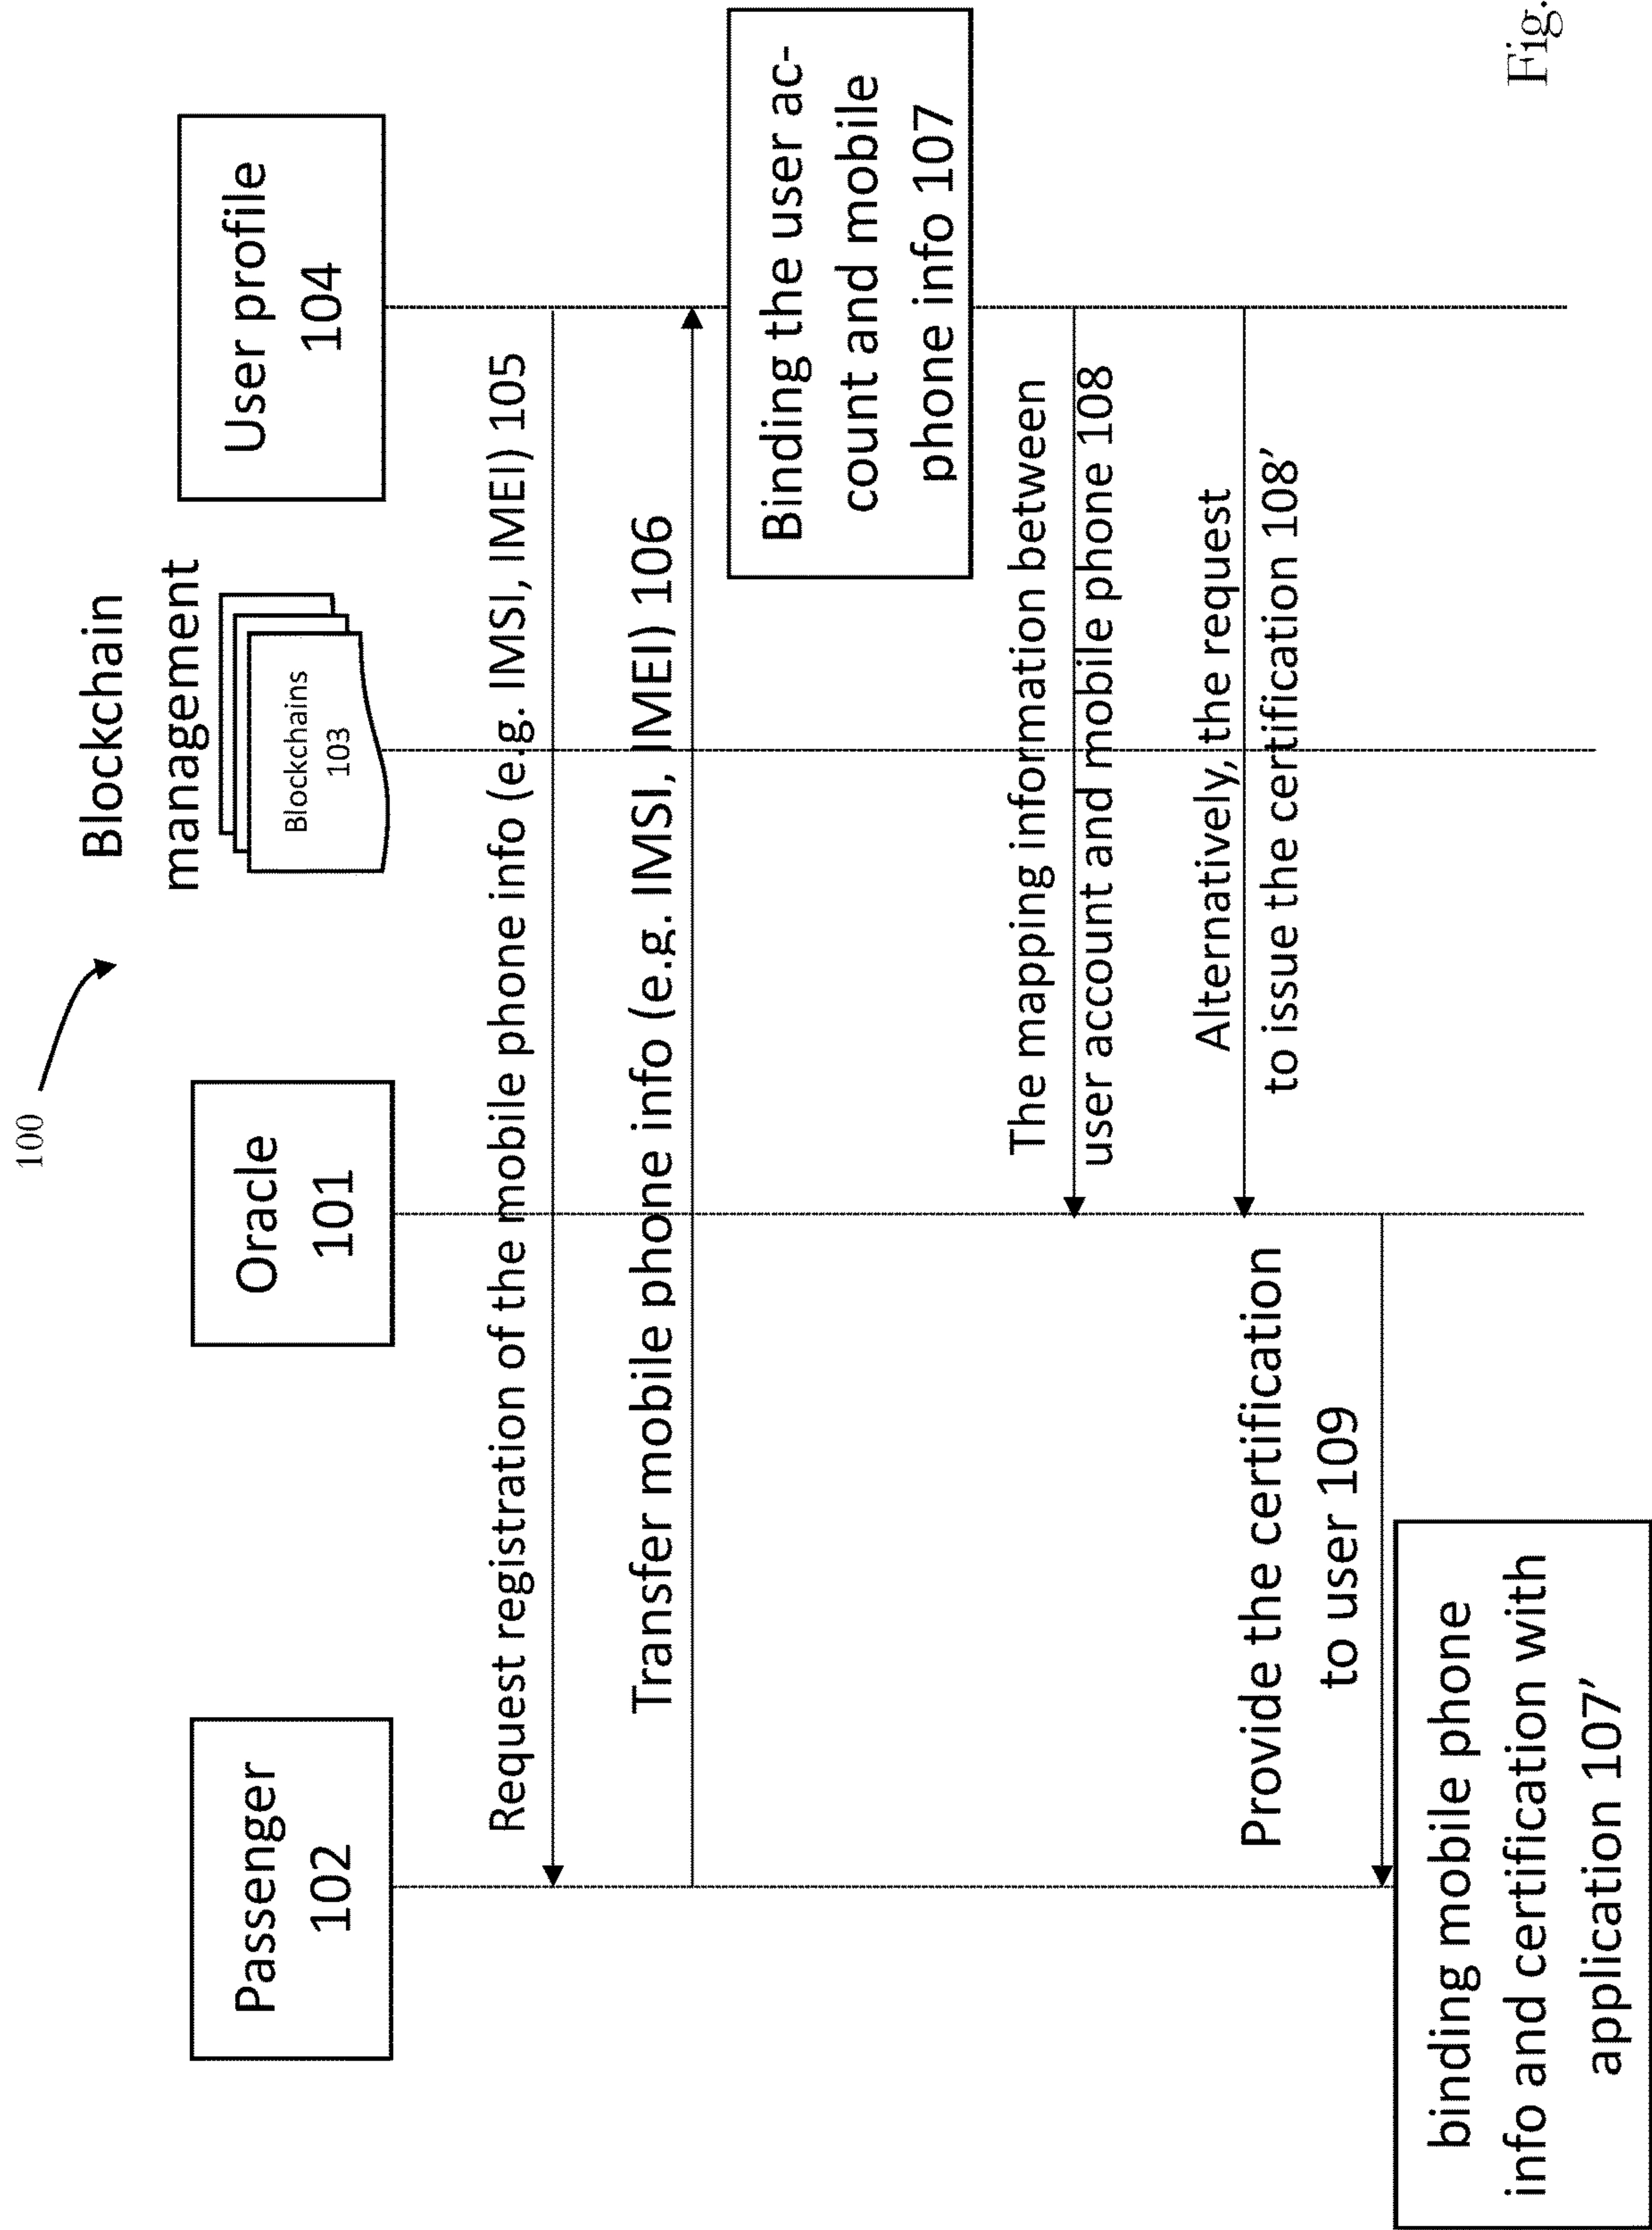 100
Blockchain
management
Passenger
102
Oracle
101
Blockchains
103
User profile
104
Request registration of the mobile phone info (e.g. IMSI, IMEI) 105
Transfer mobile phone info (e.g. IMSI, IMEI) 106
Binding the user ac-
count and mobile
phone info 107
The mapping information between
user account and mobile phone 108
Alternatively, the request
to issue the certification 108’
Provide the certification
to user 109
binding mobile phone
info and certification with
application 107’
Fig.